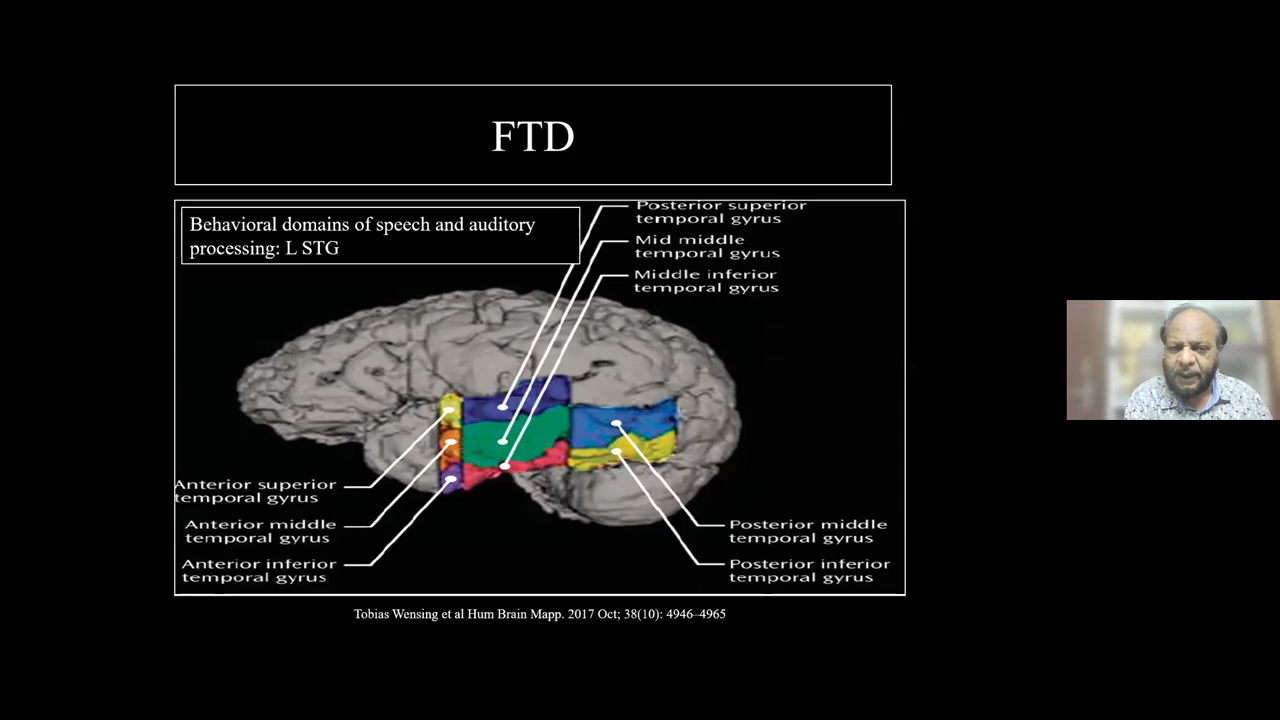 FTD
Behavioral domains of speech and auditory
processing: L STG
Posterior superior
temporal gyrus
Mid middle
temporal gyrus
Middle inferior
temporal gyrus
Anterior superior
temporal gyrus
Anterior middle
temporal gyrus
Anterior inferior
temporal gyrus
Posterior middle
temporal gyrus
Posterior inferior
temporal gyrus
Tobias Wensing et al Hum Brain Mapp. 2017 Oct; 38(10): 4946–4965